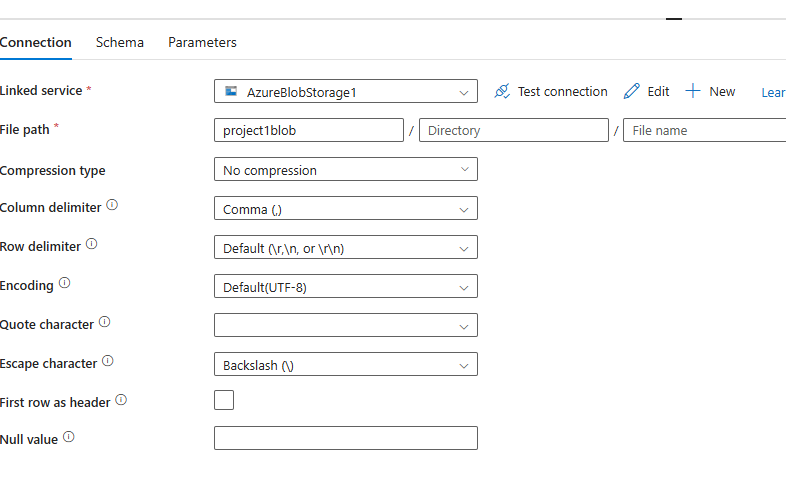 Connection Schema Parameters
Linked service * AzureBlobStorage1 Test connection Edit New Lear
File path * project1blob / Directory / File name
Compression type No compression
Column delimiter Comma (,)
Row delimiter Default (\r,\n, or \r\n)
Encoding Default(UTF-8)
Quote character
Escape character Backslash (\)
First row as header
Null value